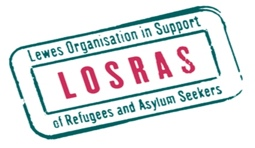 Lewes Organisation in Support
LOSRAS
of Refugees and Asylum Seekers